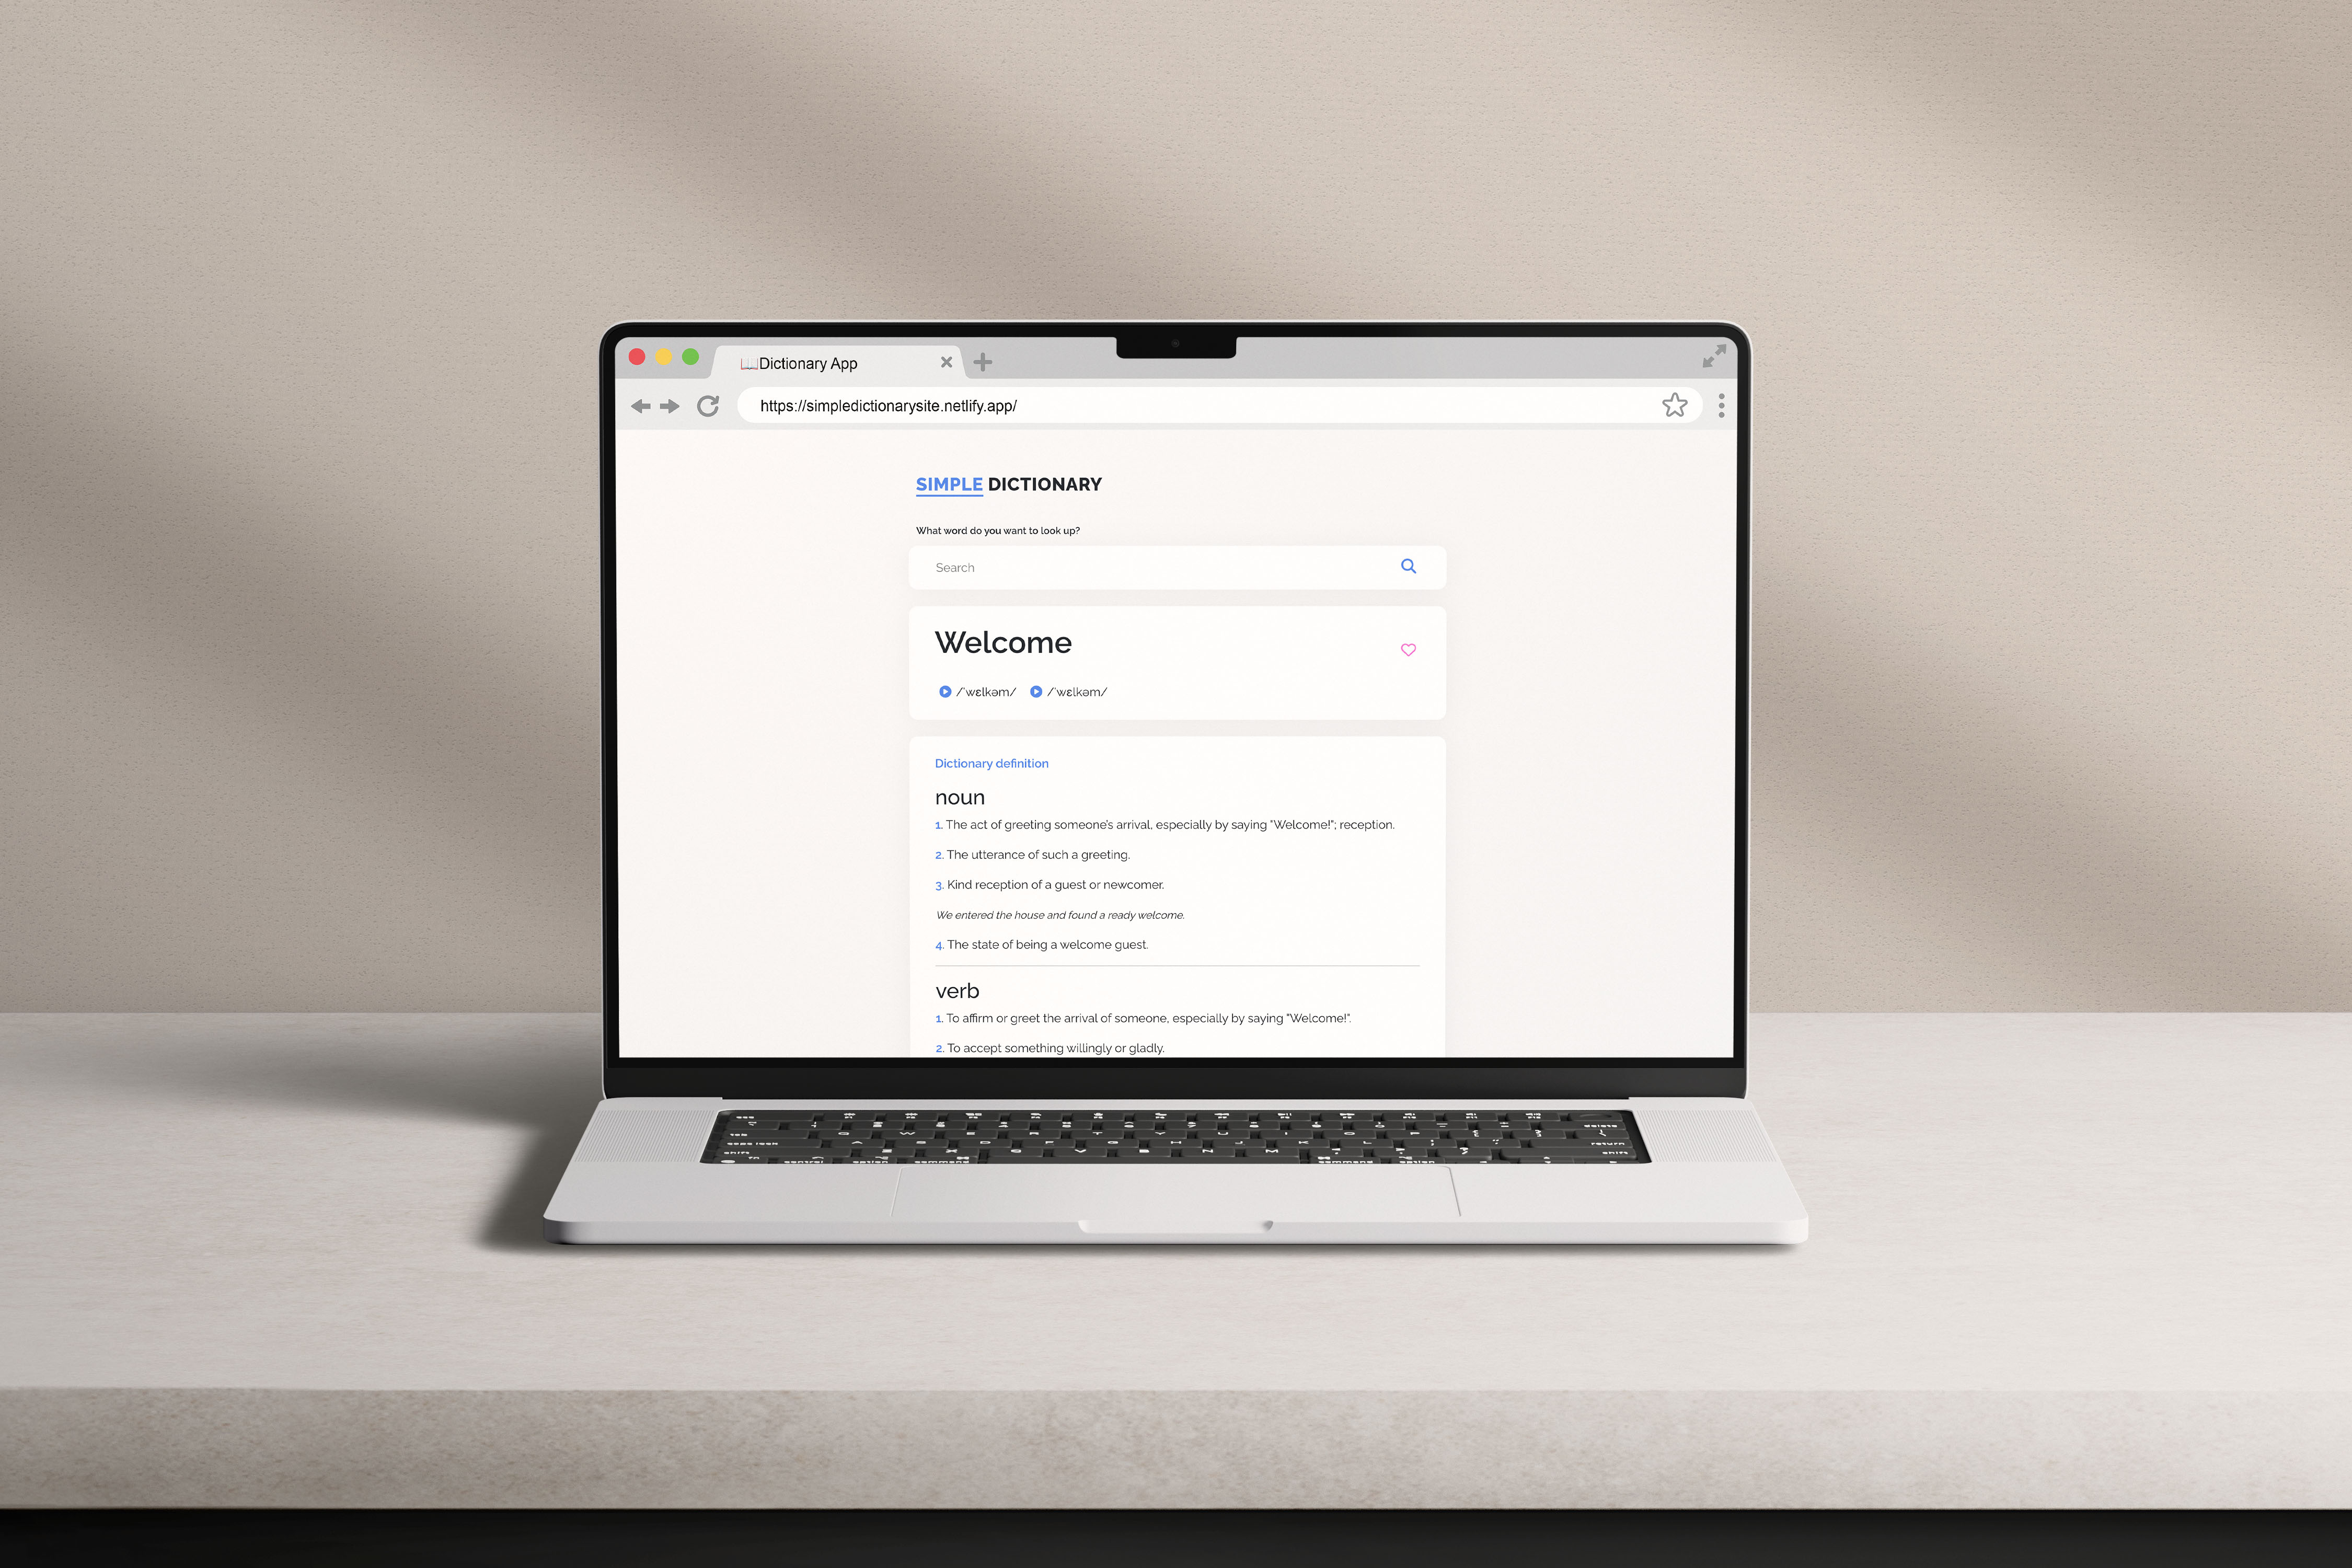 Dictionary App
https://simpledictionarysite.netlify.app/
SIMPLE DICTIONARY
What word do you want to look up?
Search
Welcome
/ˈwɛlkəm/ /ˈwɛlkəm/
Dictionary definition
noun
1. The act of greeting someone's arrival, especially by saying "Welcome!"; reception.
2. The utterance of such a greeting.
3. Kind reception of a guest or newcomer.
We entered the house and found a ready welcome.
4. The state of being a welcome guest.
verb
1. To affirm or greet the arrival of someone, especially by saying "Welcome!".
2. To accept something willingly or gladly.